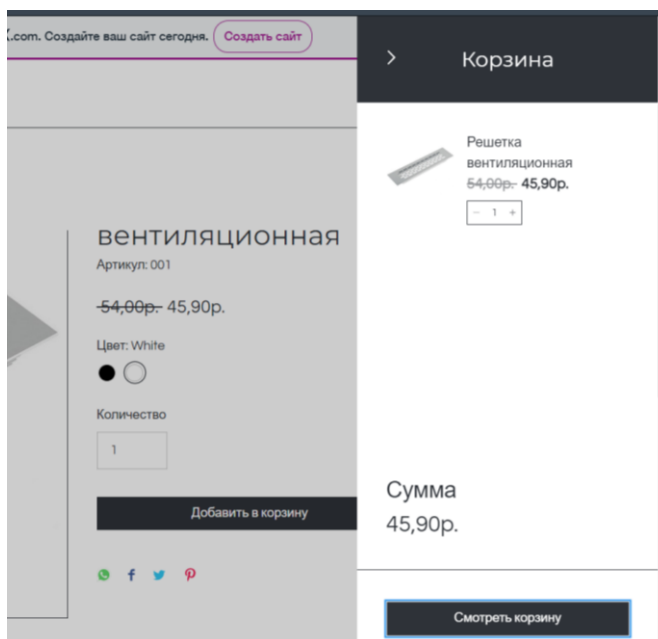 .com. Создайте ваш сайт сегодня. Создать сайт
Корзина
Решетка
вентиляционная
54,00р. 45,90р.
− 1 +
вентиляционная
Артикул: 001
54,00р. 45,90р.
Цвет: White
Количество
1
Добавить в корзину
Сумма
45,90р.
Смотреть корзину